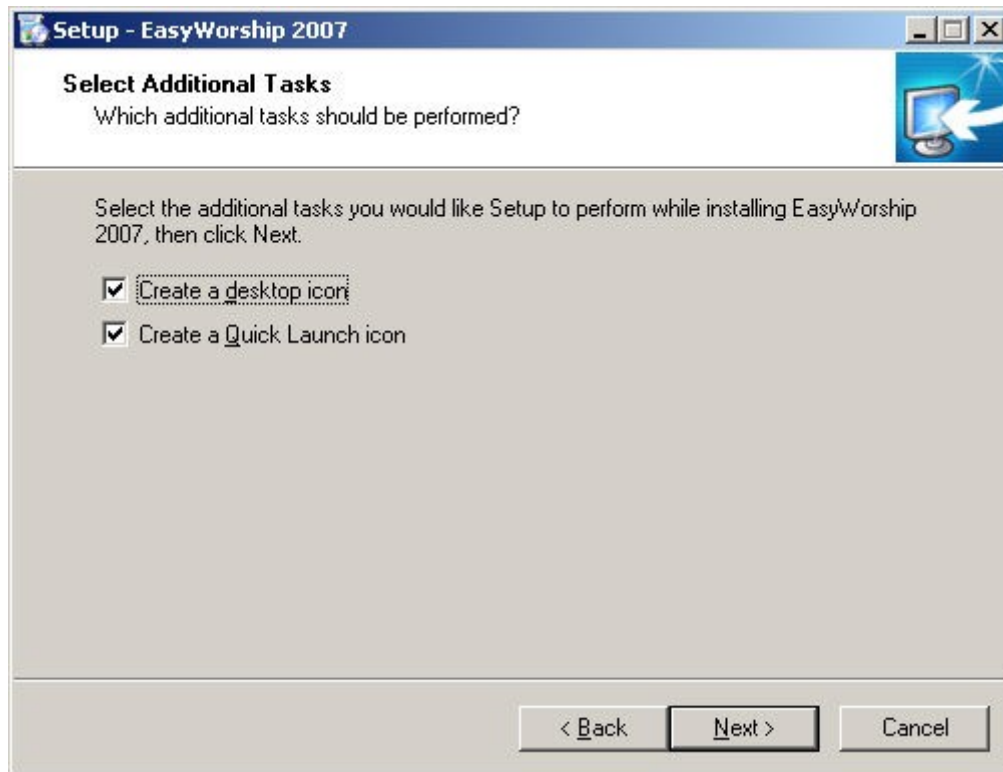 Setup - EasyWorship 2007
Select Additional Tasks
Which additional tasks should be performed?
Select the additional tasks you would like Setup to perform while installing EasyWorship
2007, then click Next.
Create a desktop icon
Create a Quick Launch icon
< Back Next > Cancel